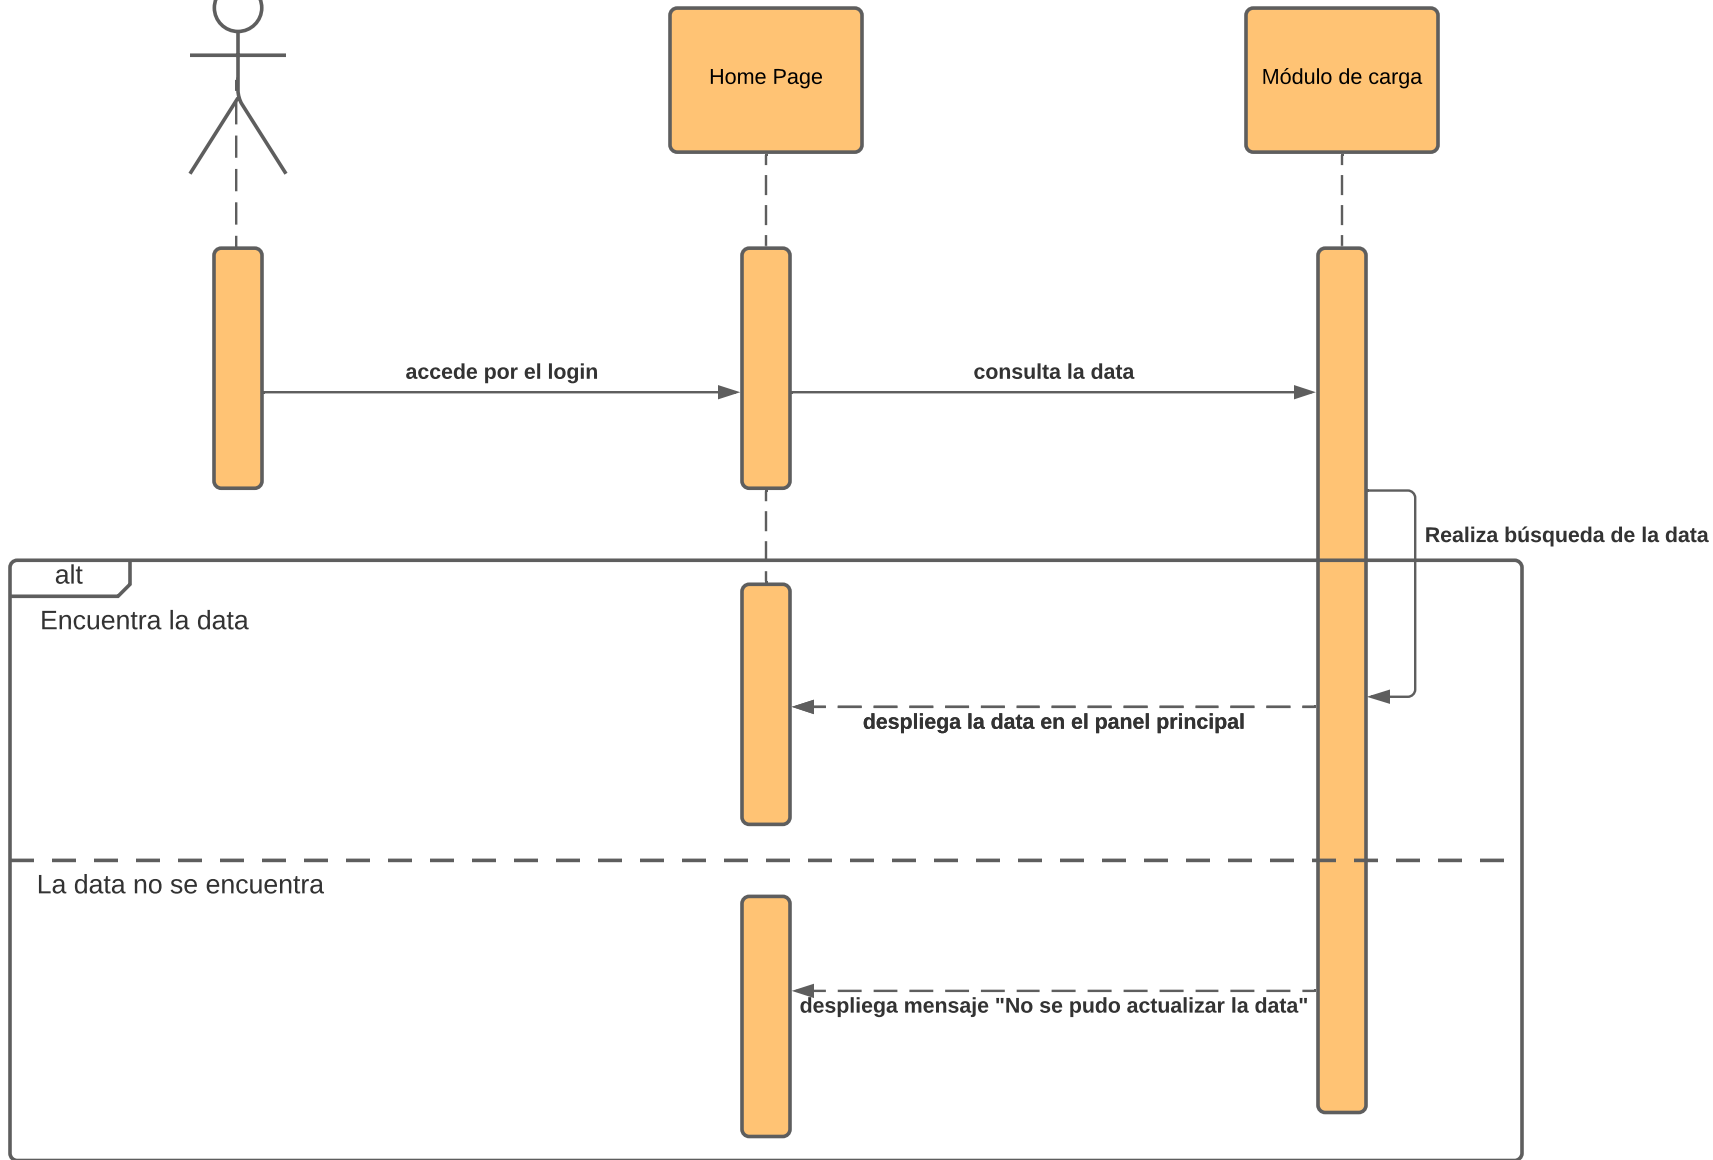 Home Page
Módulo de carga
accede por el login
consulta la data
Realiza búsqueda de la data
alt
Encuentra la data
despliega la data en el panel principal
La data no se encuentra
despliega mensaje "No se pudo actualizar la data"